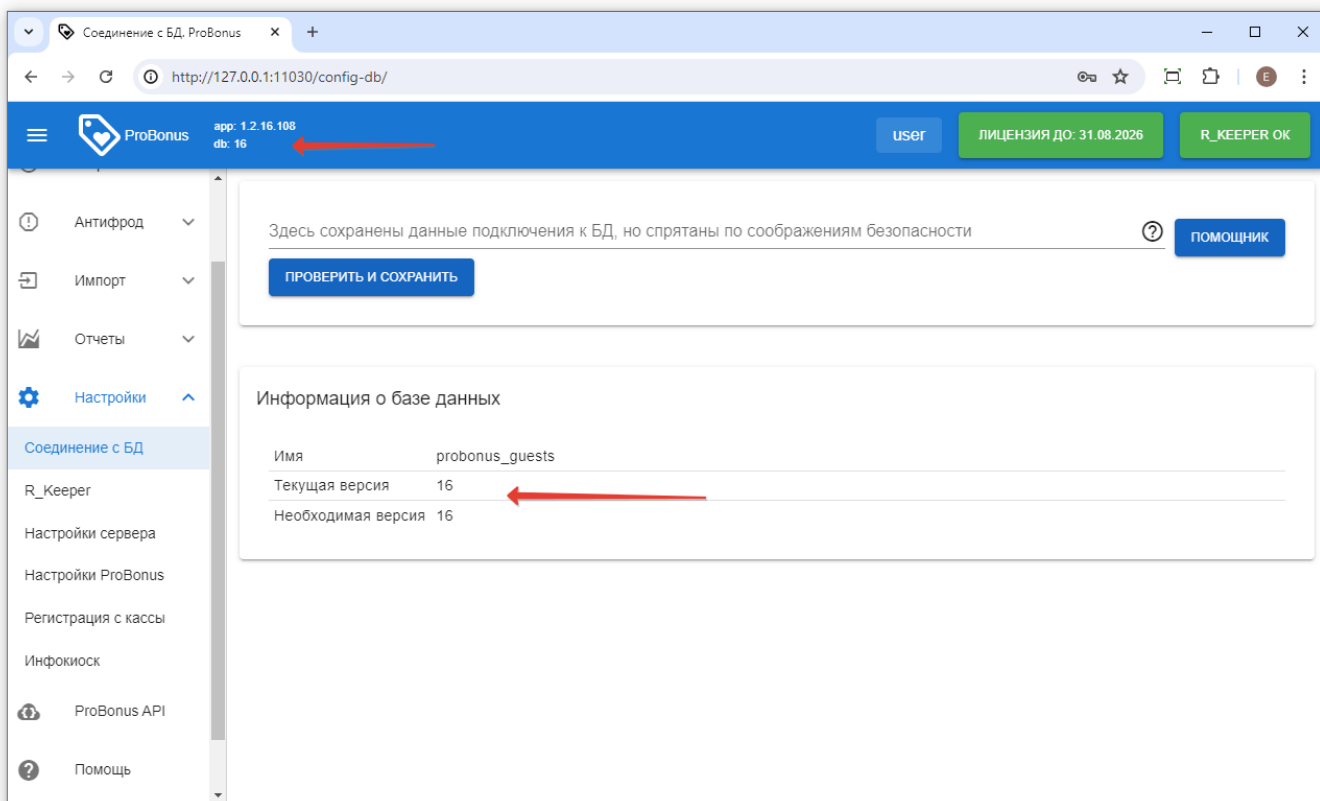 Соединение с БД. ProBonus
http://127.0.0.1:11030/config-db/
E
ProBonus
app: 1.2.16.108
db: 16
user
ЛИЦЕНЗИЯ ДО: 31.08.2026
R_KEEPER OK
Антифрод
Импорт
Отчеты
Настройки
Соединение с БД
R_Keeper
Настройки сервера
Настройки ProBonus
Регистрация с кассы
Инфокиоск
ProBonus API
Помощь
Здесь сохранены данные подключения к БД, но спрятаны по соображениям безопасности
ПОМОЩНИК
ПРОВЕРИТЬ И СОХРАНИТЬ
Информация о базе данных
Имя probonus_guests
Текущая версия 16
Необходимая версия 16